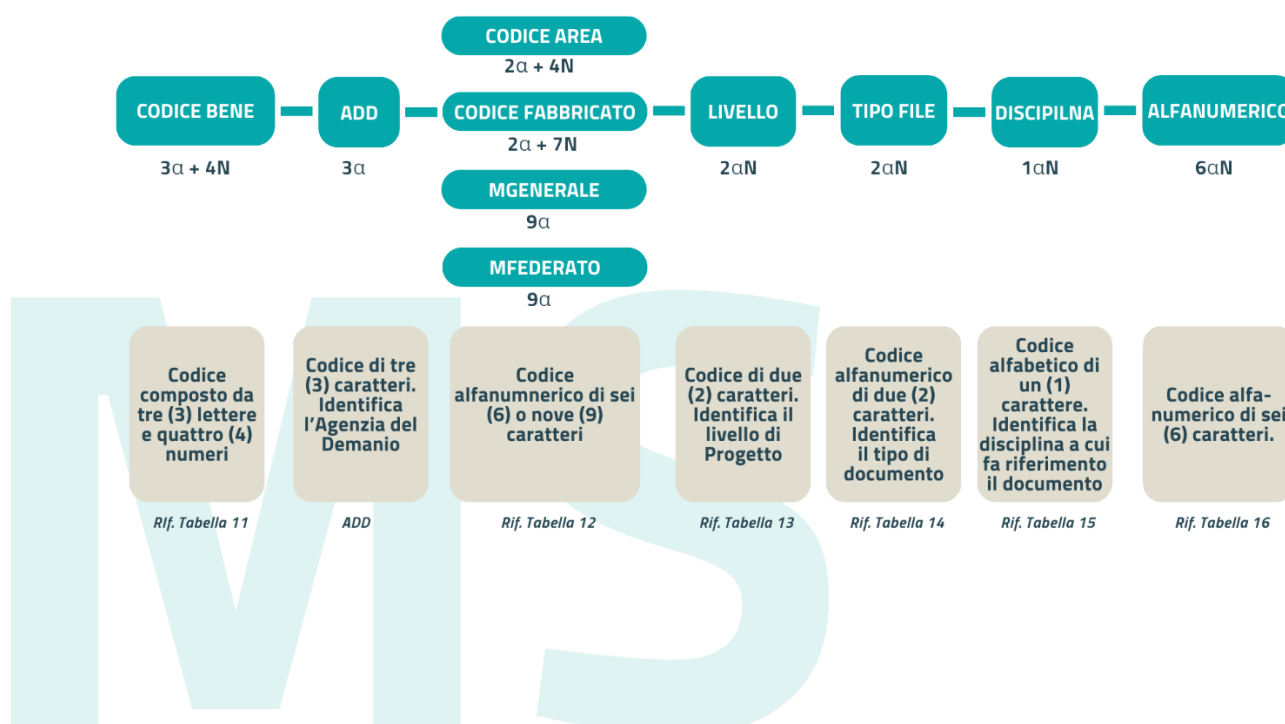 CODICE AREA
2α + 4N
CODICE BENE
ADD
CODICE FABBRICATO
LIVELLO
TIPO FILE
DISCIPILNA
ALFANUMERICO
3α + 4N
3α
2α + 7N
2αN
2αN
1αN
6αN
MGENERALE
9α
MFEDERATO
9α
Codice
composto da
tre (3) lettere
e quattro (4)
numeri
Codice di tre
(3) caratteri.
Identifica
l'Agenzia del
Demanio
Codice
alfanumnerico di sei
(6) o nove (9)
caratteri
Codice di due
(2) caratteri.
Identifica il
livello di
Progetto
Codice
alfanumerico
di due (2)
caratteri.
Identifica
il tipo di
documento
Codice
alfabetico di
un (1)
carattere.
Identifica la
disciplina a cui
fa riferimento
il documento
Codice alfa-
numerico di sei
(6) caratteri.
RIf. Tabella 11
ADD
Rif. Tabella 12
Rif. Tabella 13
Rif. Tabella 14
Rif. Tabella 15
Rif. Tabella 16
MS